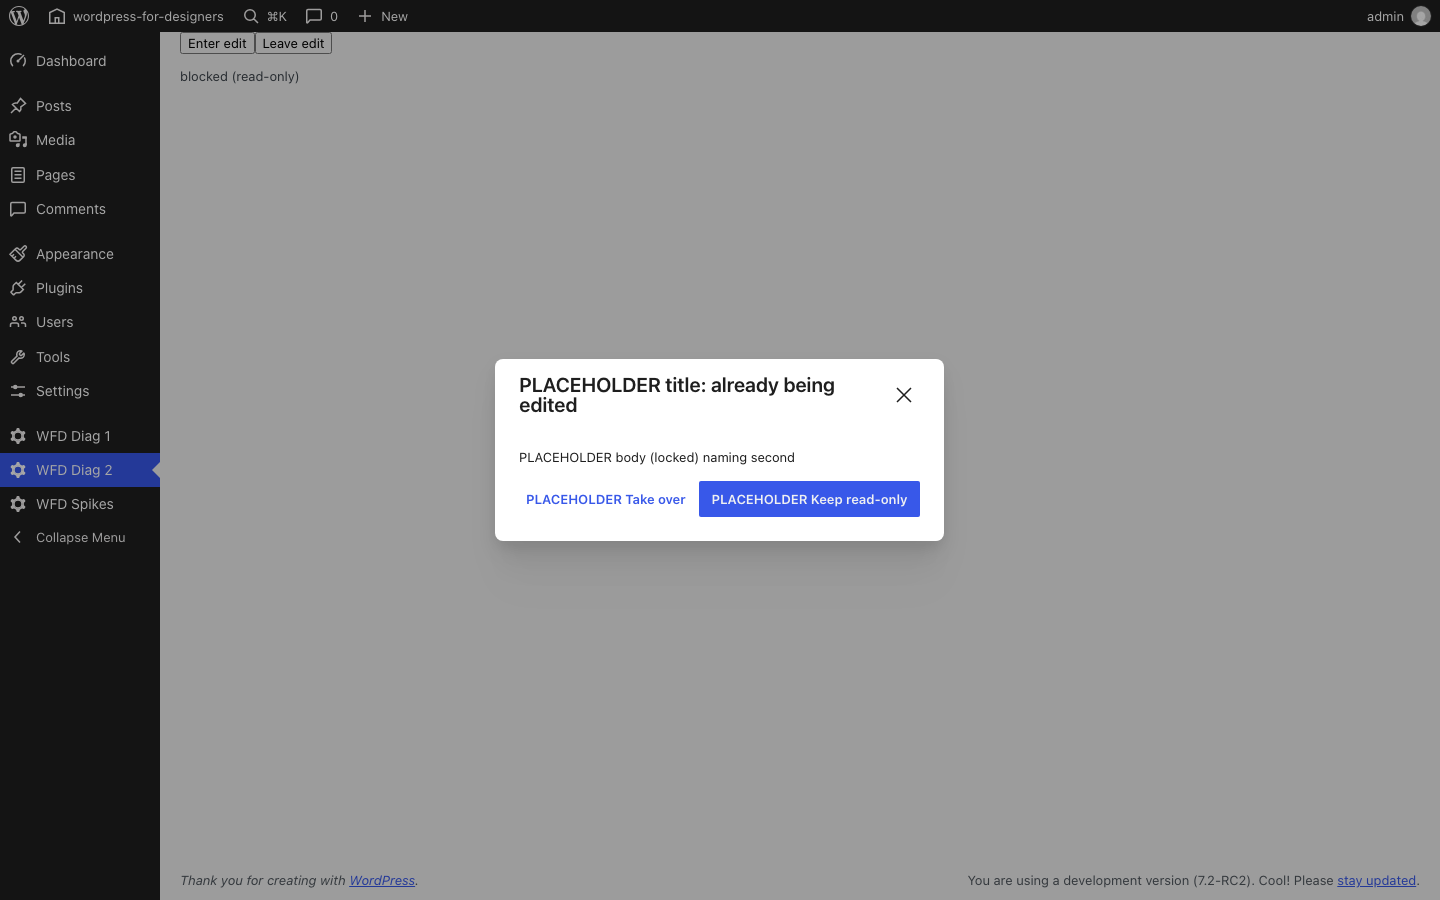 wordpress-for-designers
⌘K
0
New
admin
Dashboard
Posts
Media
Pages
Comments
Appearance
Plugins
Users
Tools
Settings
WFD Diag 1
WFD Diag 2
WFD Spikes
Collapse Menu
Enter edit
Leave edit
blocked (read-only)
PLACEHOLDER title: already being
edited
PLACEHOLDER body (locked) naming second
PLACEHOLDER Take over
PLACEHOLDER Keep read-only
Thank you for creating with WordPress.
You are using a development version (7.2-RC2). Cool! Please stay updated.